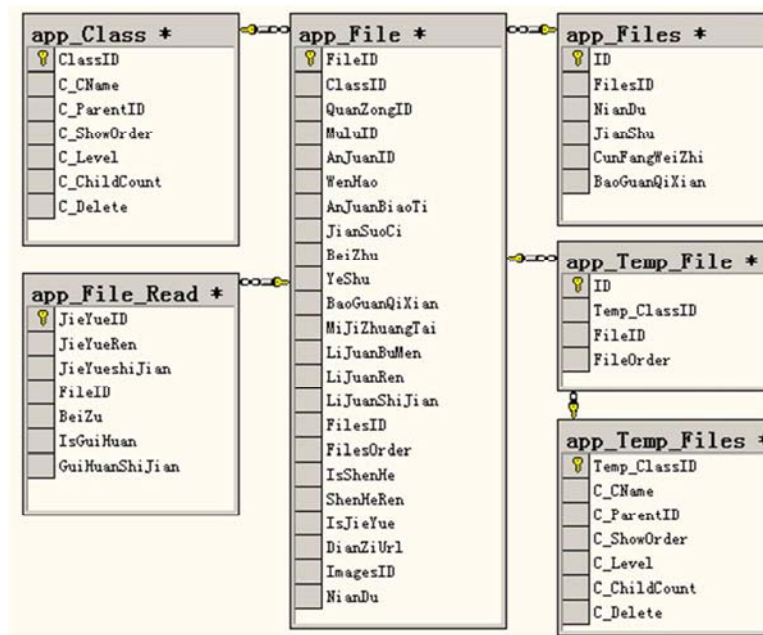 app_Class *
ClassID
C_CName
C_ParentID
C_ShowOrder
C_Level
C_ChildCount
C_Delete
app_File_Read *
JieYueID
JieYueRen
JieYueshiJian
FileID
BeiZu
IsGuiHuan
GuiHuanShiJian
app_File *
FileID
ClassID
QuanZongID
MuluID
AnJuanID
WenHao
AnJuanBiaoTi
JianSuoCi
BeiZhu
YeShu
BaoGuanQiXian
MiJiZhuangTai
LiJuanBuMen
LiJuanRen
LiJuanShiJian
FilesID
FilesOrder
IsShenHe
ShenHeRen
IsJieYue
DianZiUrl
ImagesID
NianDu
app_Files *
ID
FilesID
NianDu
JianShu
CunFangWeiZhi
BaoGuanQiXian
app_Temp_File *
ID
Temp_ClassID
FileID
FileOrder
app_Temp_Files *
Temp_ClassID
C_CName
C_ParentID
C_ShowOrder
C_Level
C_ChildCount
C_Delete